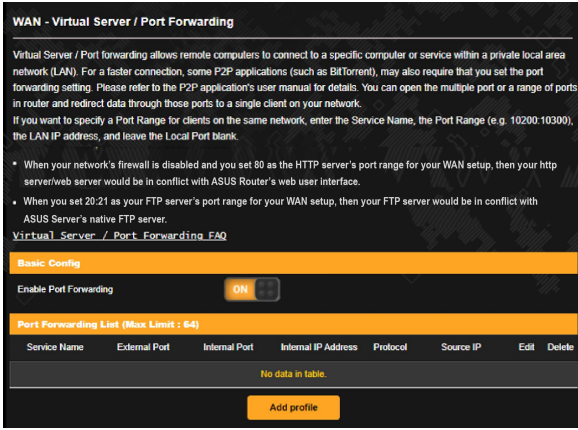 WAN - Virtual Server / Port Forwarding
Virtual Server / Port forwarding allows remote computers to connect to a specific computer or service within a private local area
network (LAN). For a faster connection, some P2P applications (such as BitTorrent), may also require that you set the port
forwarding setting. Please refer to the P2P application's user manual for details. You can open the multiple port or a range of ports
in router and redirect data through those ports to a single client on your network.
If you want to specify a Port Range for clients on the same network, enter the Service Name, the Port Range (e.g. 10200:10300),
the LAN IP address, and leave the Local Port blank.
• When your network's firewall is disabled and you set 80 as the HTTP server's port range for your WAN setup, then your http
server/web server would be in conflict with ASUS Router's web user interface.
• When you set 20:21 as your FTP server's port range for your WAN setup, then your FTP server would be in conflict with
ASUS Server's native FTP server.
Virtual Server / Port Forwarding FAQ
Basic Config
Enable Port Forwarding ON
Port Forwarding List (Max Limit : 64)
Service Name External Port Internal Port Internal IP Address Protocol Source IP Edit Delete
No data in table.
Add profile